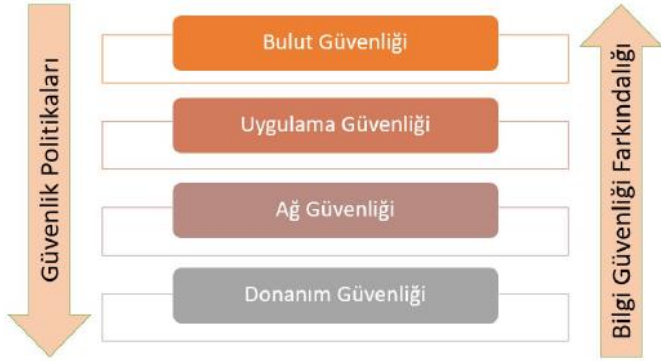 Güvenlik Politikaları
Bulut Güvenliği
Uygulama Güvenliği
Ağ Güvenliği
Donanım Güvenliği
Bilgi Güvenliği Farkındalığı